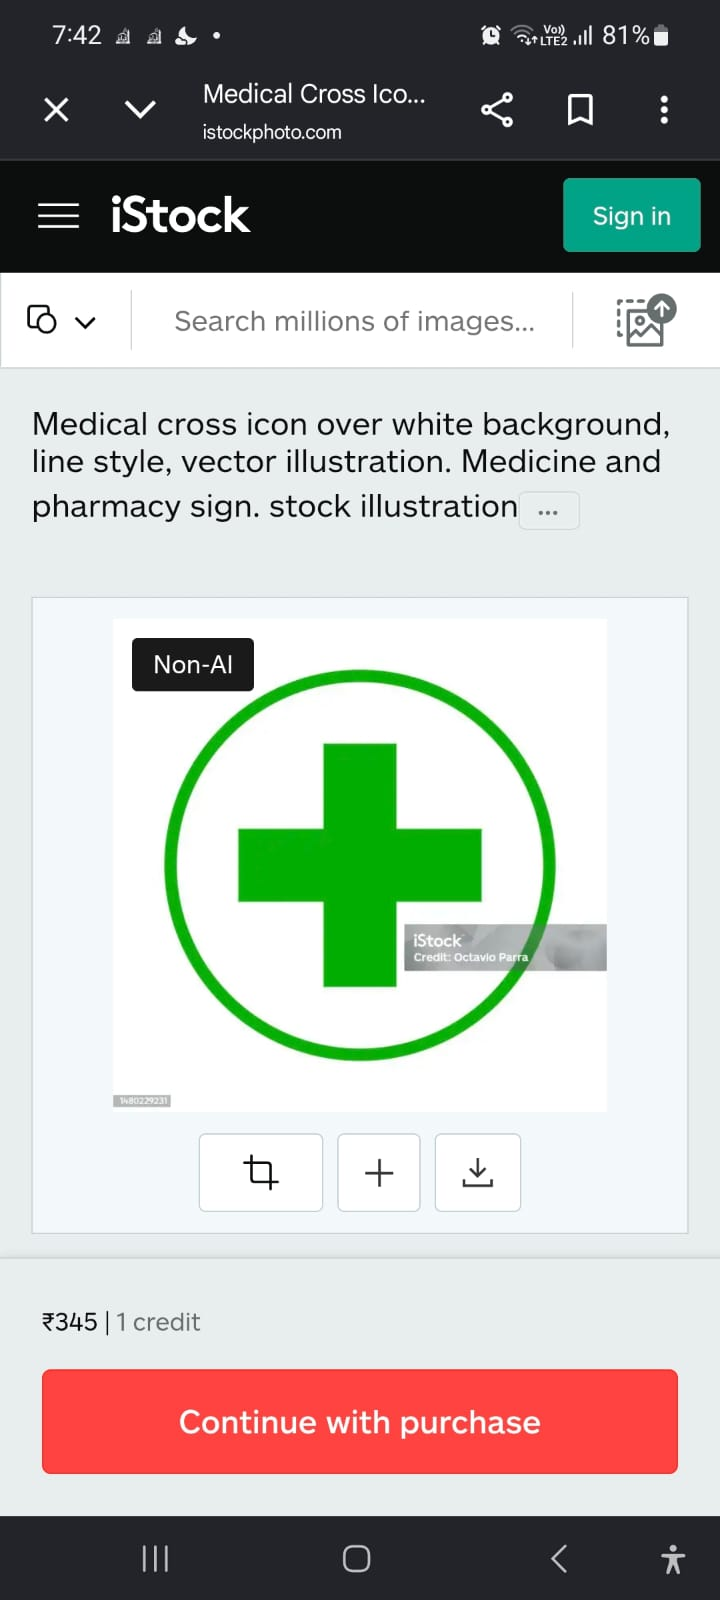 7:42
Vo)) LTE2 81%
Medical Cross Ico...
istockphoto.com
iStock
Sign in
Search millions of images...
Medical cross icon over white background,
line style, vector illustration. Medicine and
pharmacy sign. stock illustration ...
Non-AI
iStock
Credit: Octavio Parra
1480229231
₹345 | 1 credit
Continue with purchase